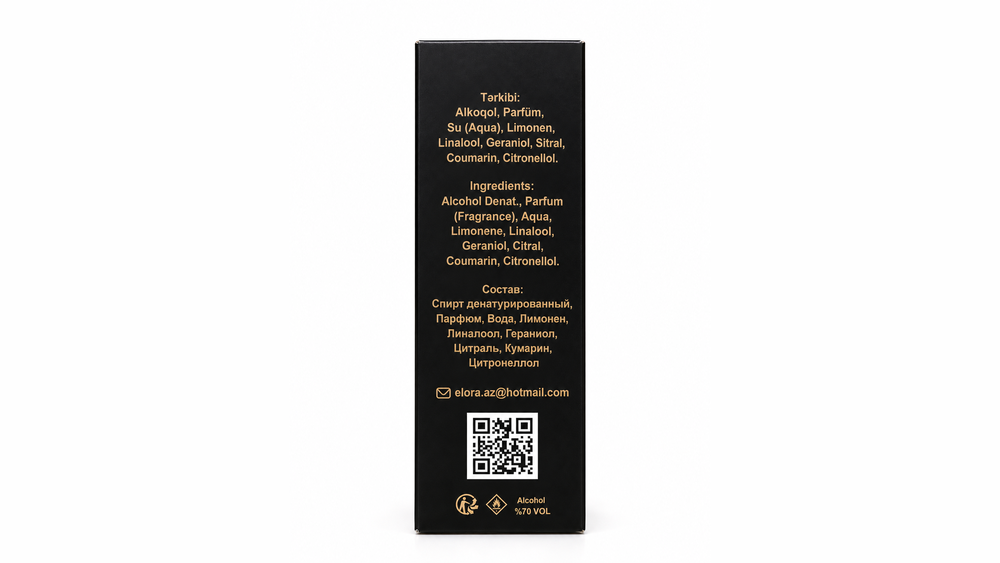 Tərkibi:
Alkoqol, Parfüm,
Su (Aqua), Limonen,
Linalool, Geraniol, Sitral,
Coumarin, Citronellol.
Ingredients:
Alcohol Denat., Parfum
(Fragrance), Aqua,
Limonene, Linalool,
Geraniol, Citral,
Coumarin, Citronellol.
Состав:
Спирт денатурированный,
Парфюм, Вода, Лимонен,
Линалоол, Гераниол,
Цитраль, Кумарин,
Цитронеллол
elora.az@hotmail.com
Alcohol
%70 VOL